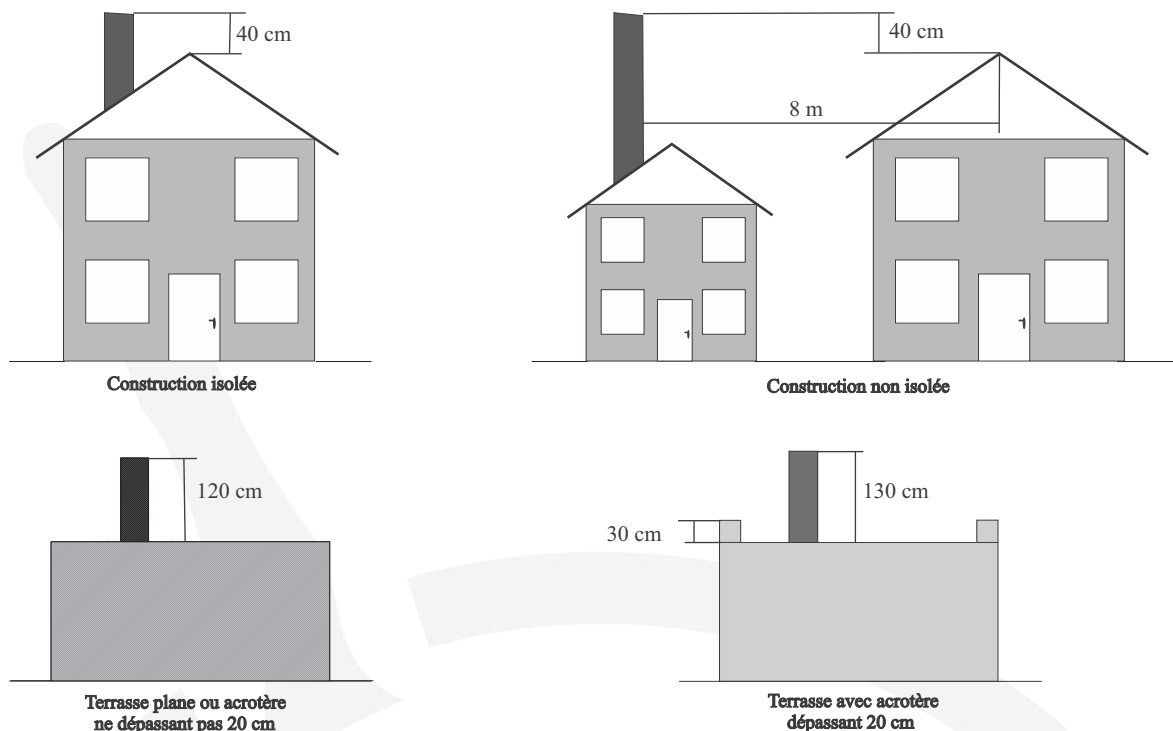 40 cm
40 cm
8 m
Construction isolée
Construction non isolée
120 cm
130 cm
30 cm
Terrasse plane ou acrotère
ne dépassant pas 20 cm
Terrasse avec acrotère
dépassant 20 cm